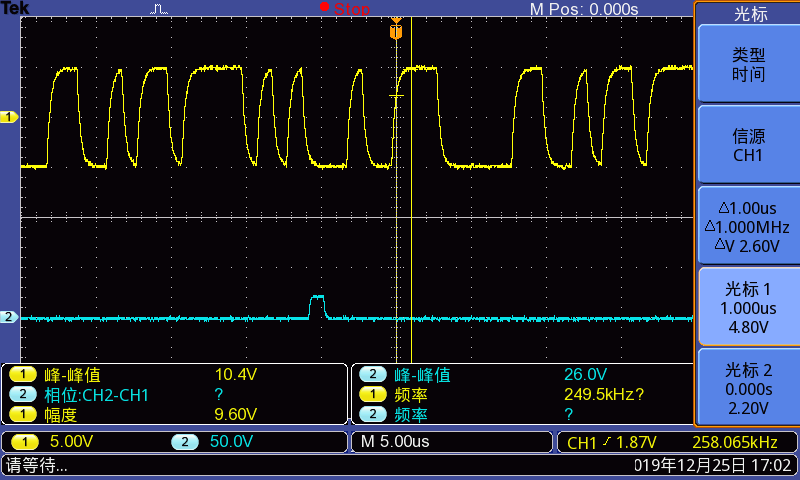 Tek
Stop
M Pos: 0.000s
光标
T
类型
时间
1
信源
CH1
△1.00us
△1.000MHz
△V 2.60V
光标 1
1.000us
4.80V
2
光标 2
0.000s
2.20V
1 峰-峰值 10.4V
2 相位:CH2-CH1 ?
1 幅度 9.60V
2 峰-峰值 26.0V
1 频率 249.5kHz?
2 频率 ?
1 5.00V 2 50.0V M 5.00us CH1 1.87V 258.065kHz
请等待... 019年12月25日 17:02